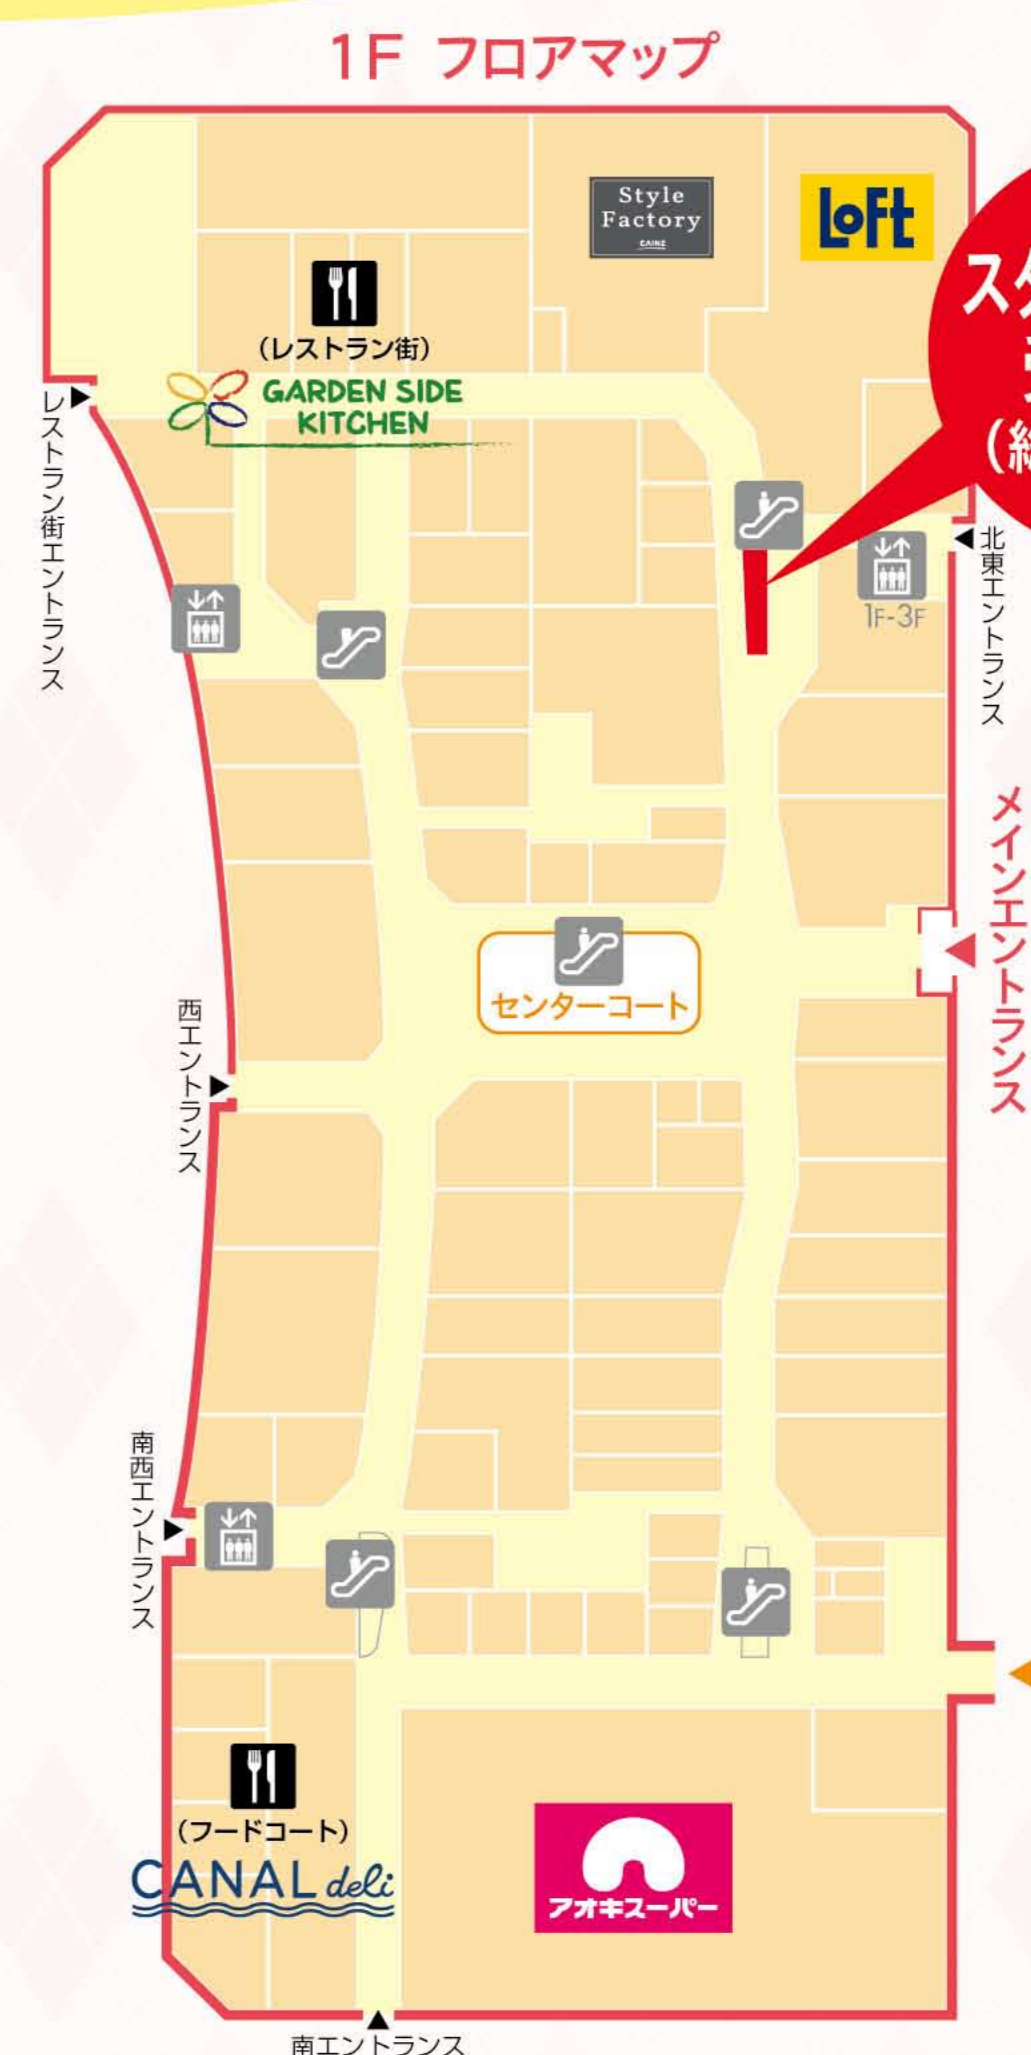 1F フロアマップ
Style
Factory
CAINZ
LOFT
(レストラン街)
GARDEN SIDE
KITCHEN
レストラン街エントランス
北東エントランス
1F-3F
メインエントランス
センターコート
西エントランス
南西エントランス
(フードコート)
CANAL deli
アオキスーパー
南エントランス